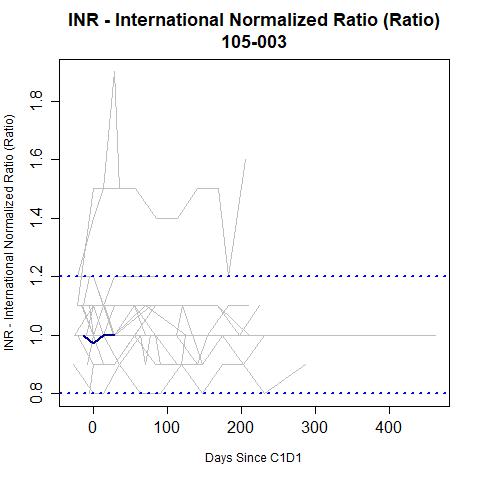 INR - International Normalized Ratio (Ratio)
105-003
INR - International Normalized Ratio (Ratio)
1.8
1.6
1.4
1.2
1.0
0.8
0 100 200 300 400
Days Since C1D1